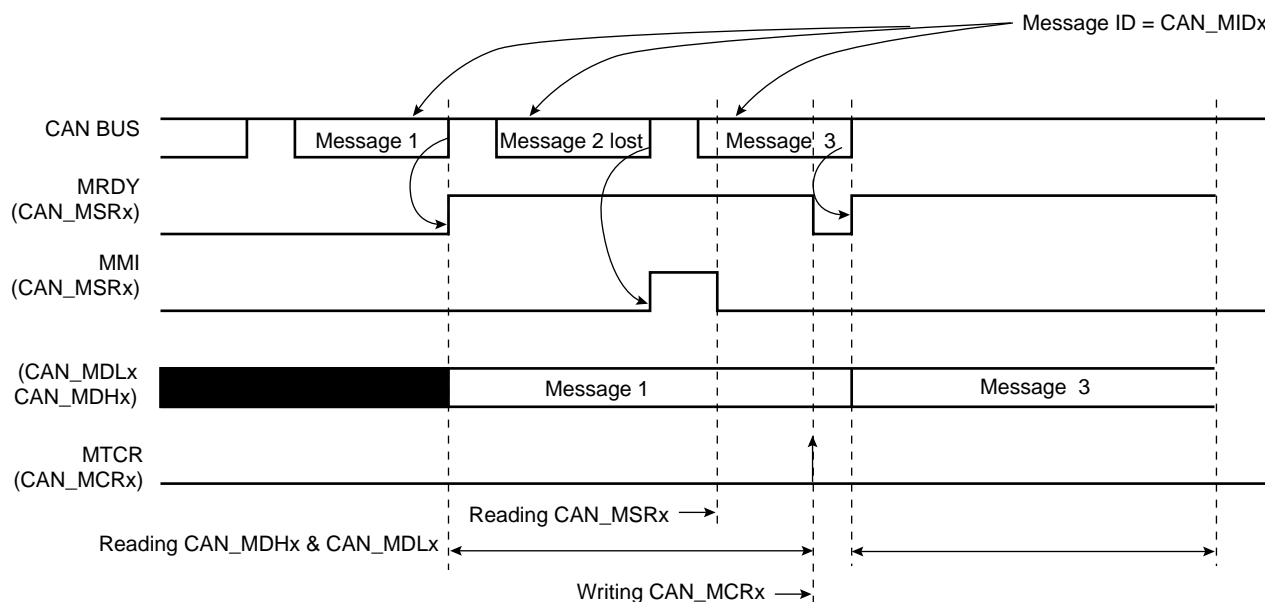 Message ID = CAN_MIDx
CAN BUS
Message 1
Message 2 lost
Message 3
MRDY
(CAN_MSRx)
MMI
(CAN_MSRx)
(CAN_MDLx
CAN_MDHx)
Message 1
Message 3
MTCR
(CAN_MCRx)
Reading CAN_MSRx
Reading CAN_MDHx & CAN_MDLx
Writing CAN_MCRx